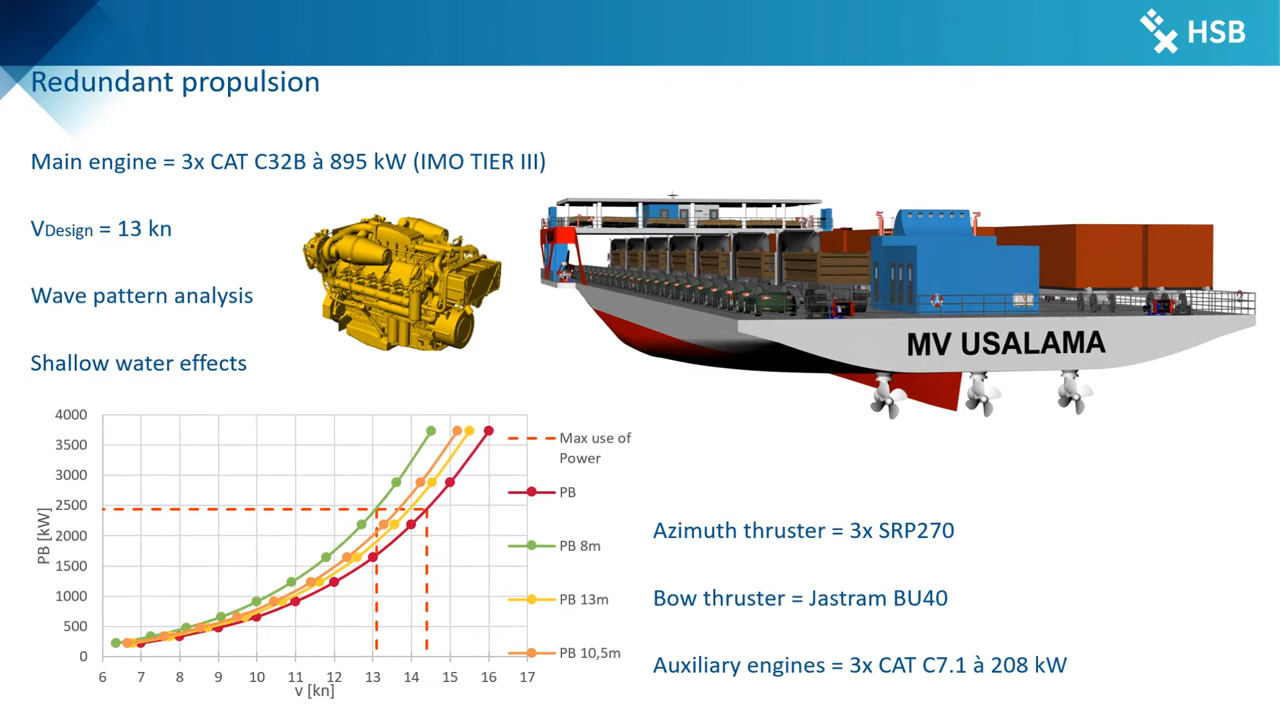 HSB
Redundant propulsion
Main engine = 3x CAT C32B à 895 kW (IMO TIER III)
VDesign = 13 kn
Wave pattern analysis
Shallow water effects
MV USALAMA
4000
3500
3000
2500
2000
1500
1000
500
0
PB [kW]
6 7 8 9 10 11 12 13 14 15 16 17
v [kn]
Max use of
Power
PB
PB 8m
PB 13m
PB 10,5m
Azimuth thruster = 3x SRP270
Bow thruster = Jastram BU40
Auxiliary engines = 3x CAT C7.1 à 208 kW